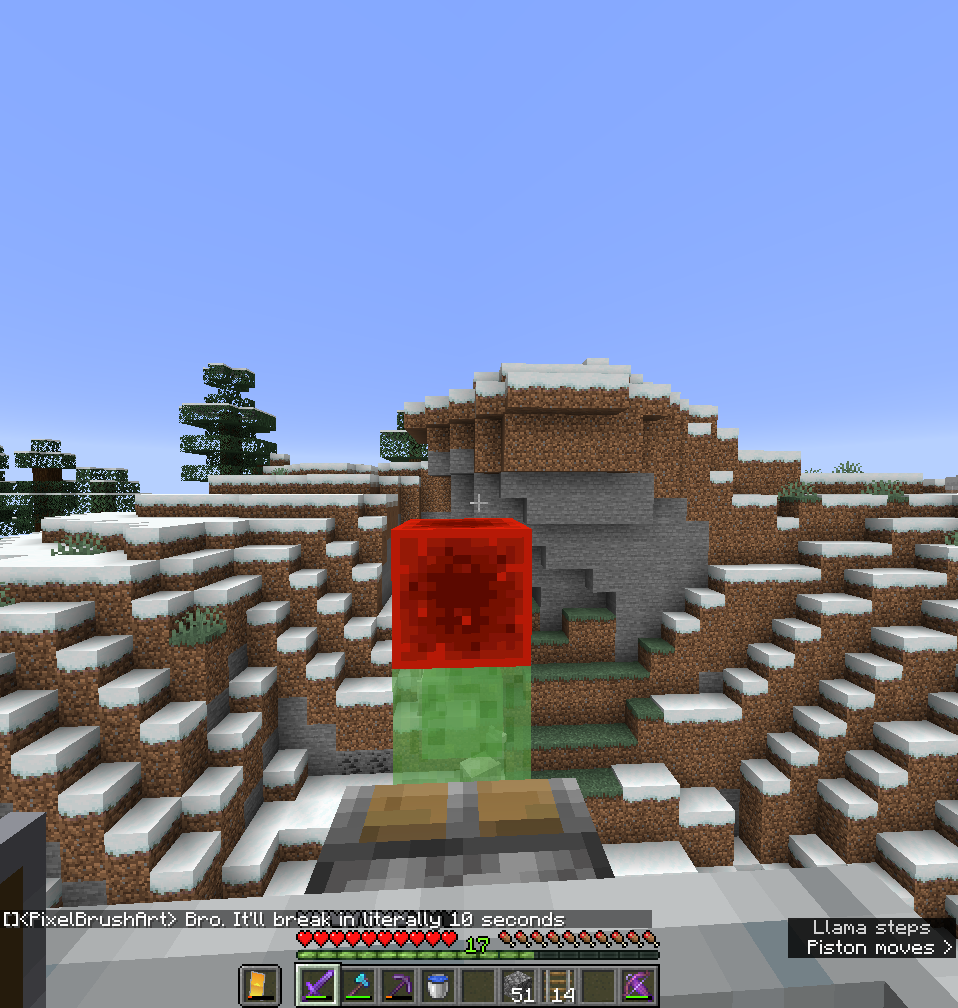 []<PixelBrushArt> Bro. It'll break in literally 10 seconds
17
Llama steps
Piston moves >
51
14